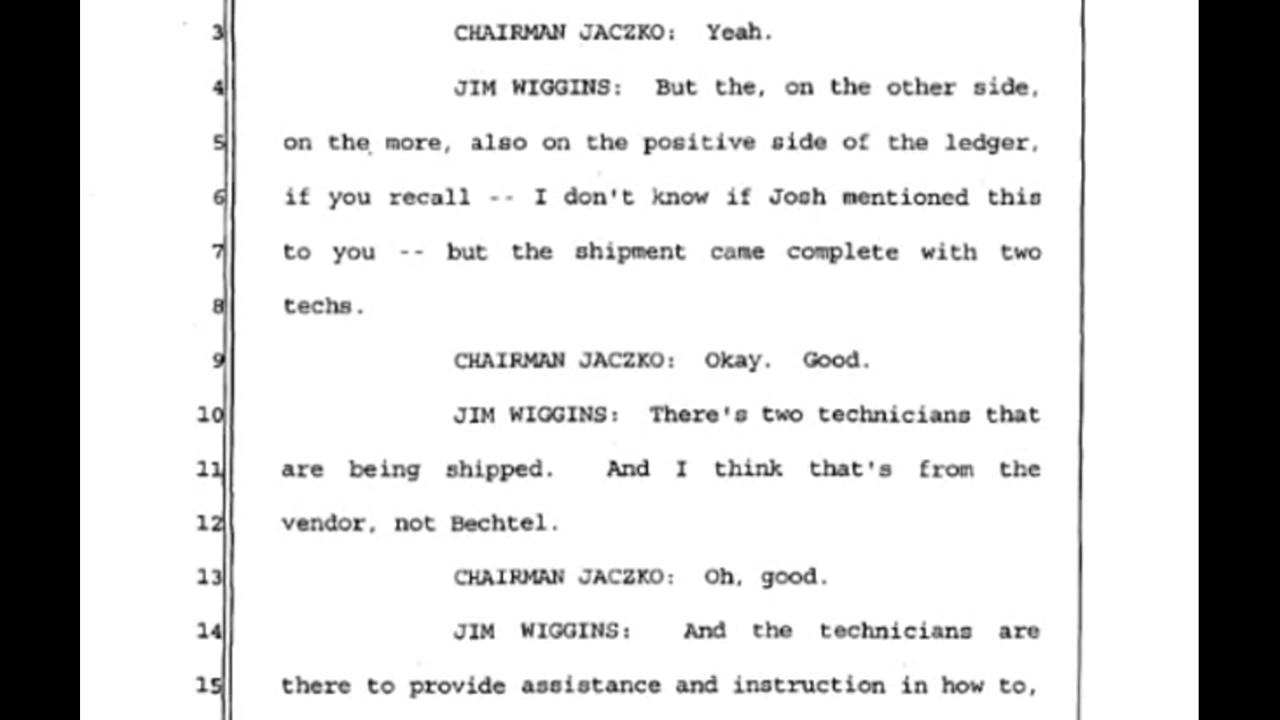 3 CHAIRMAN JACZKO: Yeah.
4 JIM WIGGINS: But the, on the other side,
5 on the more, also on the positive side of the ledger,
6 if you recall -- I don't know if Josh mentioned this
7 to you -- but the shipment came complete with two
8 techs.
9 CHAIRMAN JACZKO: Okay. Good.
10 JIM WIGGINS: There's two technicians that
11 are being shipped. And I think that's from the
12 vendor, not Bechtel.
13 CHAIRMAN JACZKO: Oh, good.
14 JIM WIGGINS: And the technicians are
15 there to provide assistance and instruction in how to,